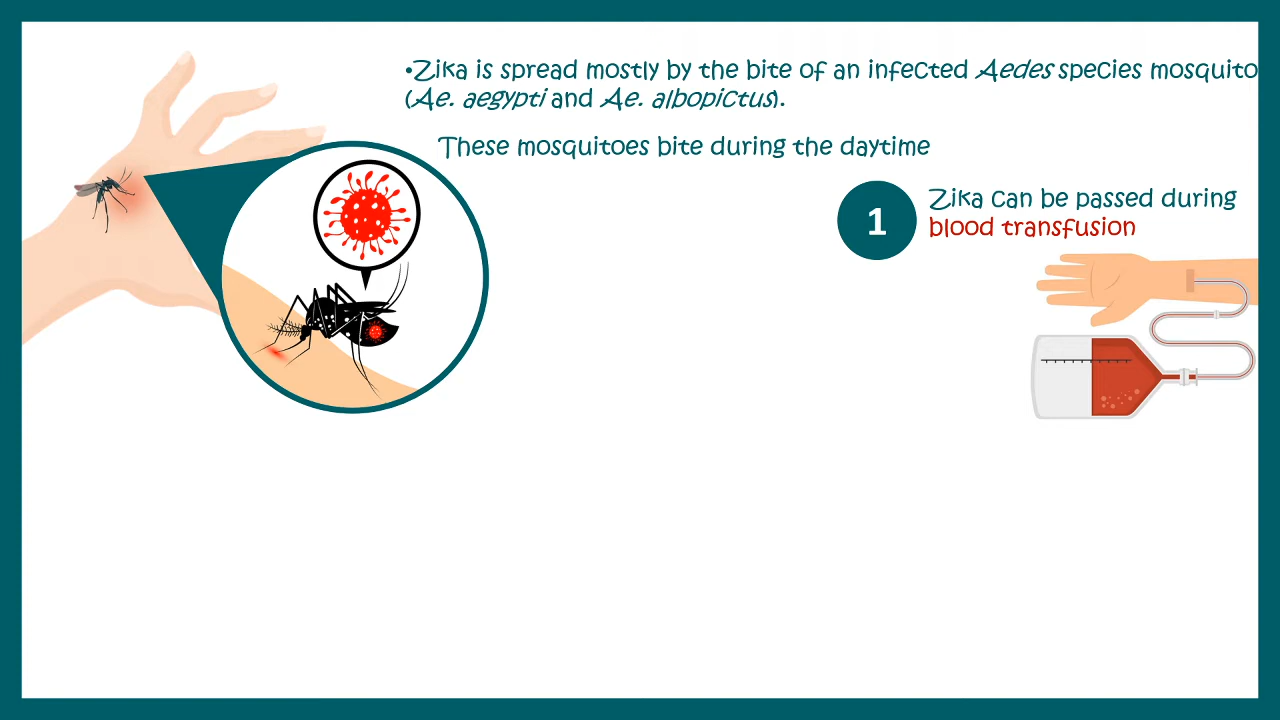 •Zika is spread mostly by the bite of an infected Aedes species mosquito
(Ae. aegypti and Ae. albopictus).
These mosquitoes bite during the daytime
1
Zika can be passed during
blood transfusion